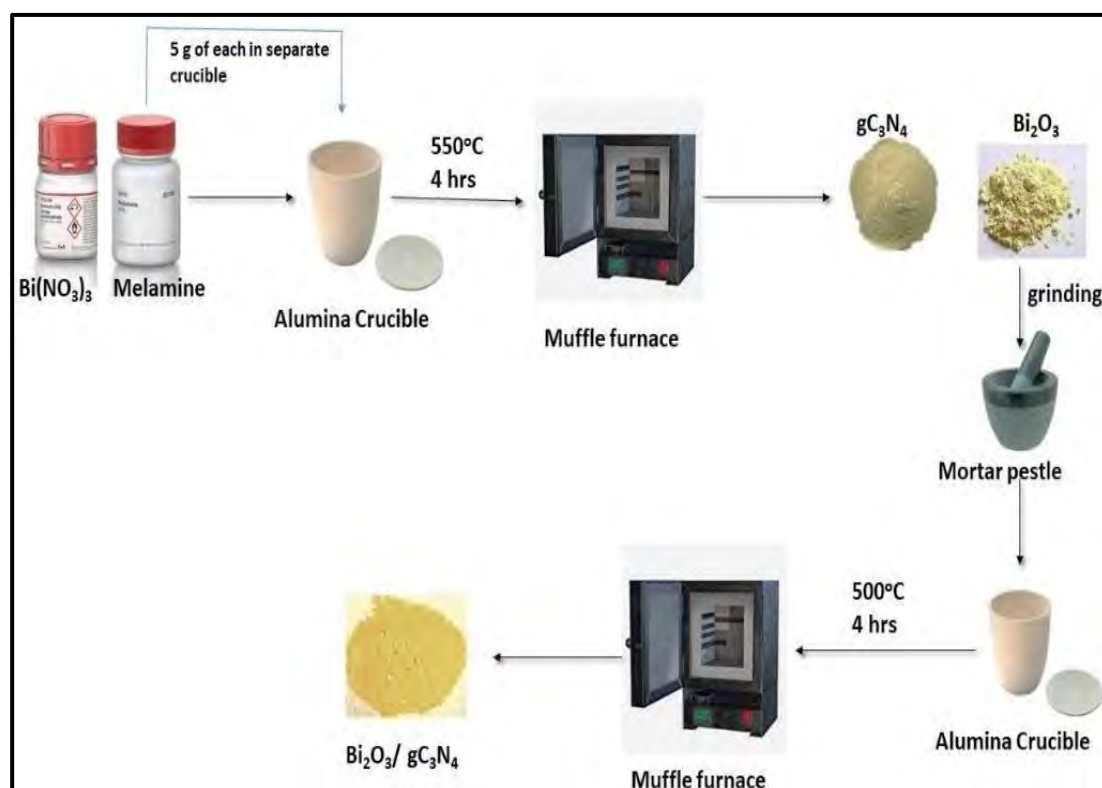 5 g of each in separate
crucible
gC₃N₄
Bi₂O₃
550°C
4 hrs
Bi(NO₃)₃
Melamine
Alumina Crucible
Muffle furnace
grinding
Mortar pestle
500°C
4 hrs
Alumina Crucible
Muffle furnace
Bi₂O₃/ gC₃N₄